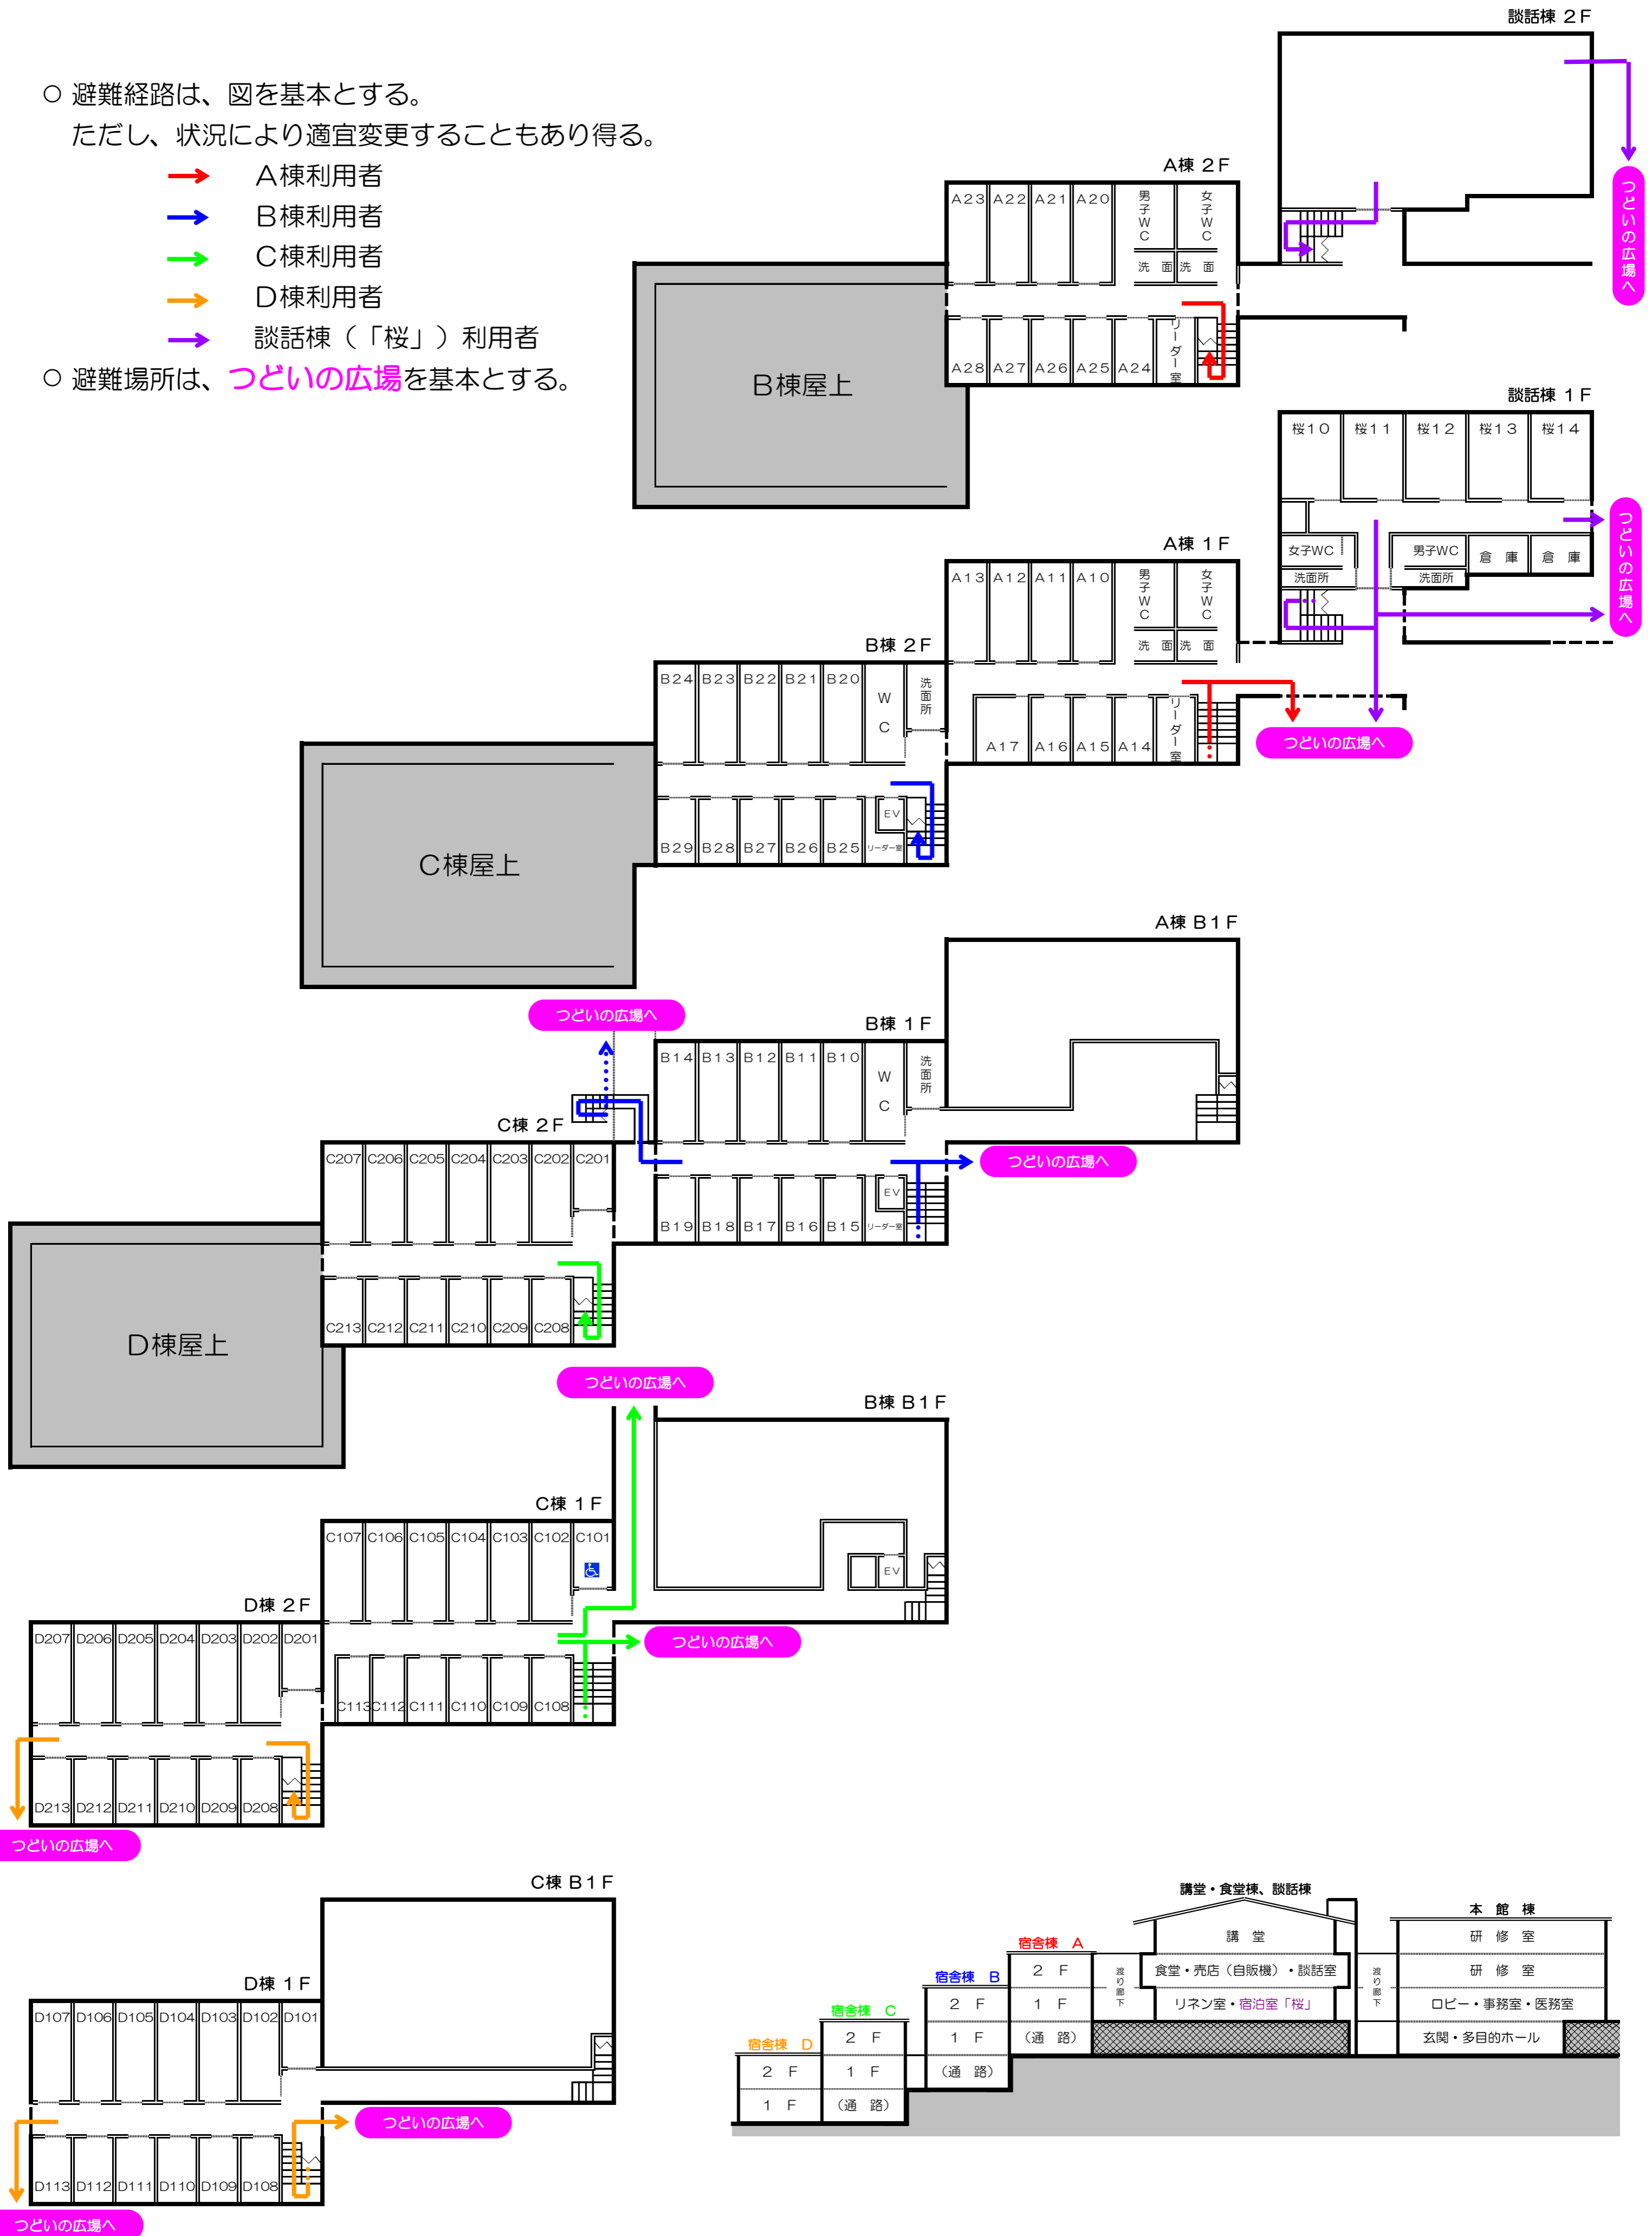 ○ 避難経路は、図を基本とする。
ただし、状況により適宜変更することもあり得る。
A棟利用者
B棟利用者
C棟利用者
D棟利用者
談話棟（「桜」）利用者
○ 避難場所は、つどいの広場を基本とする。
談話棟 2F
つどいの広場へ
A棟 2F
A23 A22 A21 A20 男子WC 女子WC
洗 面 洗 面
A28 A27 A26 A25 A24 リーダー室
B棟屋上
談話棟 1F
桜10 桜11 桜12 桜13 桜14
女子WC 男子WC 倉 庫 倉 庫
洗面所 洗面所
つどいの広場へ
A棟 1F
A13 A12 A11 A10 男子WC 女子WC
洗 面 洗 面
A17 A16 A15 A14 リーダー室
つどいの広場へ
B棟 2F
B24 B23 B22 B21 B20 WC 洗面所
EV
B29 B28 B27 B26 B25 リーダー室
C棟屋上
A棟 B1F
つどいの広場へ
B棟 1F
B14 B13 B12 B11 B10 WC 洗面所
つどいの広場へ
EV
B19 B18 B17 B16 B15 リーダー室
C棟 2F
C207 C206 C205 C204 C203 C202 C201
C213 C212 C211 C210 C209 C208
D棟屋上
つどいの広場へ
B棟 B1F
EV
C棟 1F
C107 C106 C105 C104 C103 C102 C101
つどいの広場へ
C113 C112 C111 C110 C109 C108
D棟 2F
D207 D206 D205 D204 D203 D202 D201
D213 D212 D211 D210 D209 D208
つどいの広場へ
C棟 B1F
D棟 1F
D107 D106 D105 D104 D103 D102 D101
つどいの広場へ
D113 D112 D111 D110 D109 D108
つどいの広場へ
講堂・食堂棟、談話棟
本 館 棟
宿舎棟 A
宿舎棟 B
宿舎棟 C
宿舎棟 D
講 堂
研 修 室
2 F
渡り廊下
食堂・売店（自販機）・談話室
渡り廊下
研 修 室
2 F
1 F
リネン室・宿泊室「桜」
ロビー・事務室・医務室
2 F
1 F
（通 路）
玄関・多目的ホール
2 F
1 F
（通 路）
1 F
（通 路）